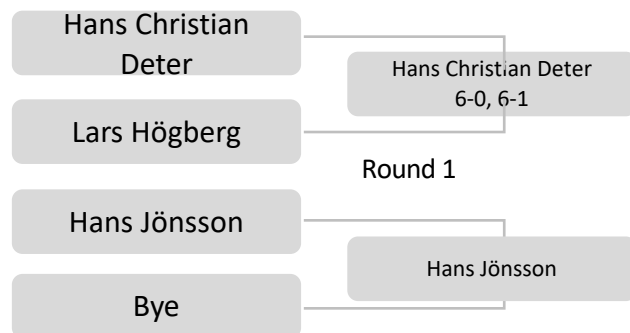 Hans Christian
Deter
Hans Christian Deter
6-0, 6-1
Lars Högberg
Round 1
Hans Jönsson
Hans Jönsson
Bye